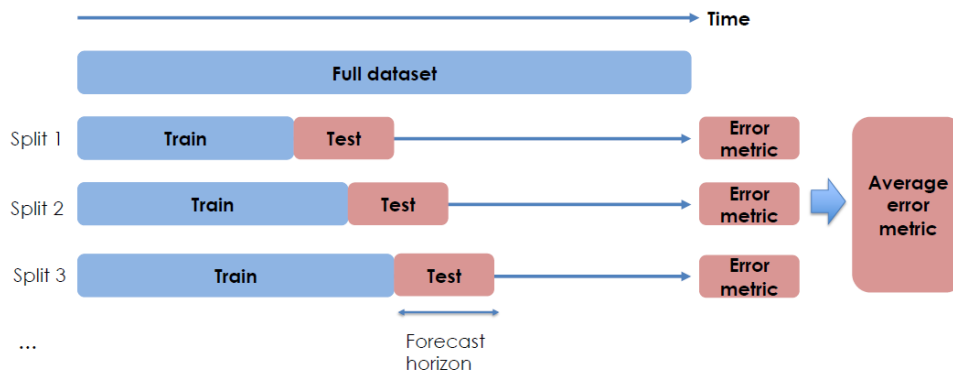 Time
Full dataset
Split 1
Train
Test
Error
metric
Split 2
Train
Test
Error
metric
Average
error
metric
Split 3
Train
Test
Error
metric
Forecast
horizon
...